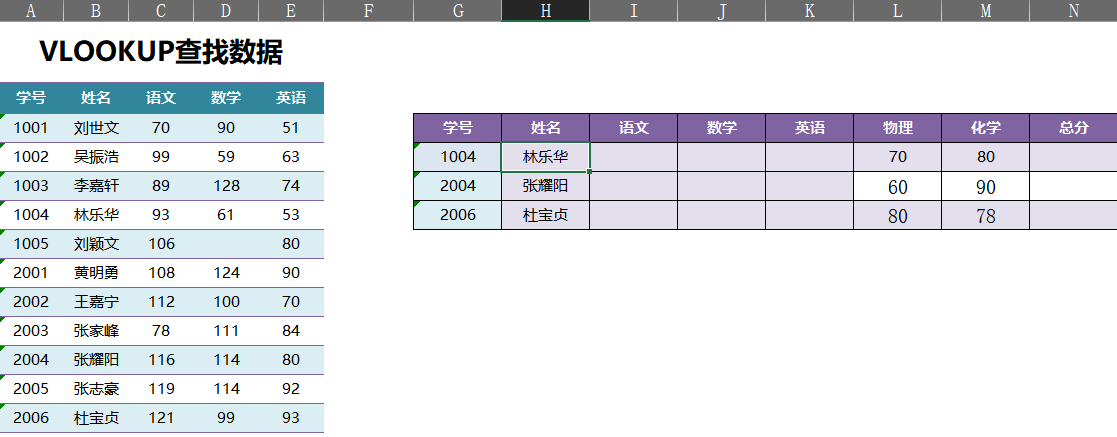 A B C D E F G H I J K L M N
VLOOKUP查找数据
学号 姓名 语文 数学 英语
1001 刘世文 70 90 51 学号 姓名 语文 数学 英语 物理 化学 总分
1002 吴振浩 99 59 63 1004 林乐华 70 80
1003 李嘉轩 89 128 74 2004 张耀阳 60 90
1004 林乐华 93 61 53 2006 杜宝贞 80 78
1005 刘颖文 106 80
2001 黄明勇 108 124 90
2002 王嘉宁 112 100 70
2003 张家峰 78 111 84
2004 张耀阳 116 114 80
2005 张志豪 119 114 92
2006 杜宝贞 121 99 93